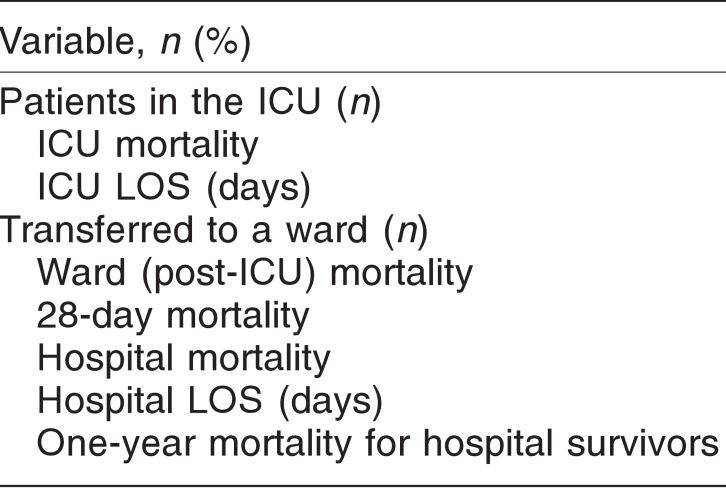 Variable, n (%)
Patients in the ICU (n)
ICU mortality
ICU LOS (days)
Transferred to a ward (n)
Ward (post-ICU) mortality
28-day mortality
Hospital mortality
Hospital LOS (days)
One-year mortality for hospital survivors